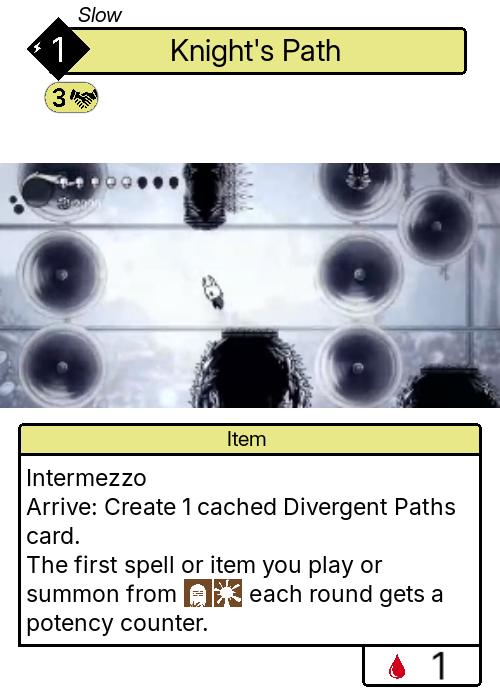 Slow
1
Knight's Path
3
Item
Intermezzo
Arrive: Create 1 cached Divergent Paths
card.
The first spell or item you play or
summon from each round gets a
potency counter.
1